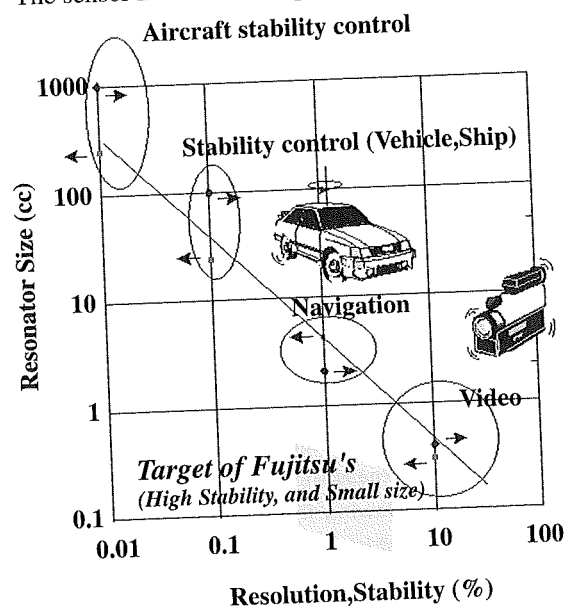 Aircraft stability control
1000
Stability control (Vehicle,Ship)
100
Resonator Size (cc)
10
Navigation
1
Video
Target of Fujitsu's
(High Stability, and Small size)
0.1
0.01
0.1
1
10
100
Resolution,Stability (%)